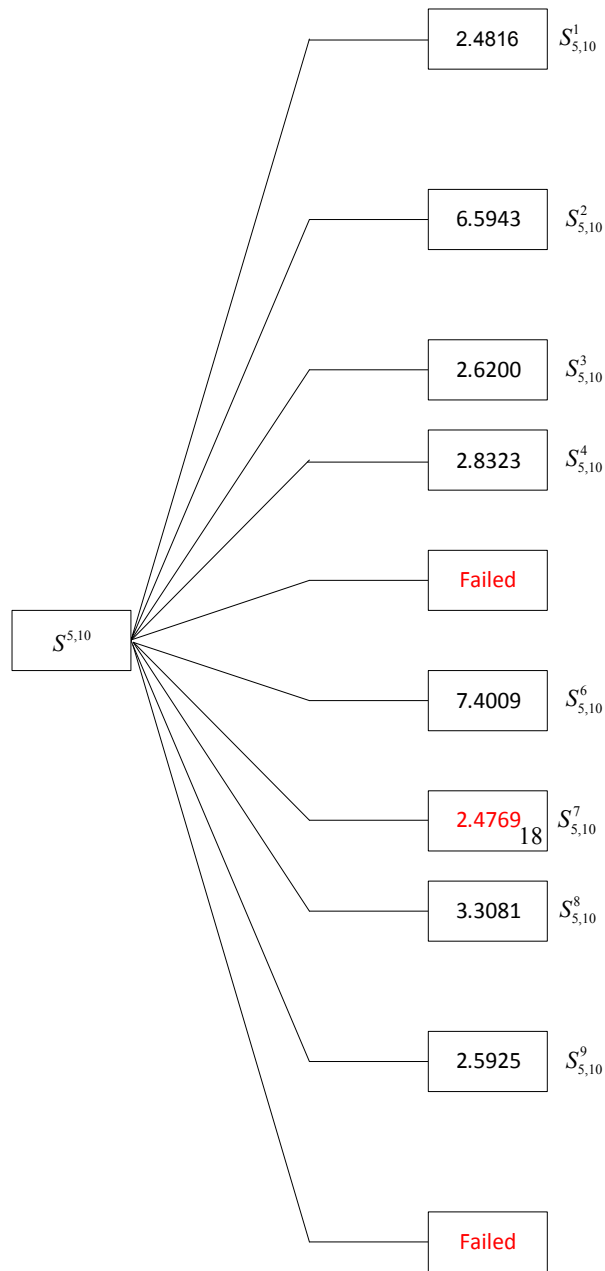 2.4816 S^1_{5,10}
6.5943 S^2_{5,10}
2.6200 S^3_{5,10}
2.8323 S^4_{5,10}
Failed
S^{5,10}
7.4009 S^6_{5,10}
2.4769 S^7_{5,10}
18
3.3081 S^8_{5,10}
2.5925 S^9_{5,10}
Failed